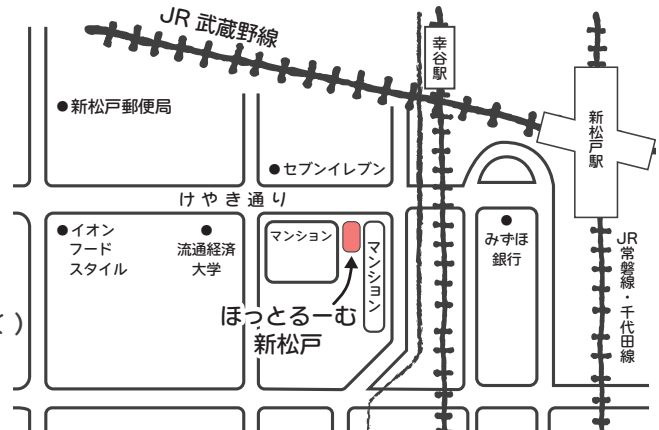 JR 武蔵野線
幸谷駅
新松戸郵便局
新松戸駅
セブンイレブン
けやき通り
イオン
フード
スタイル
流通経済
大学
マンション
マンション
みずほ
銀行
JR
常磐線・千代田線
ほっとるーむ
新松戸
)